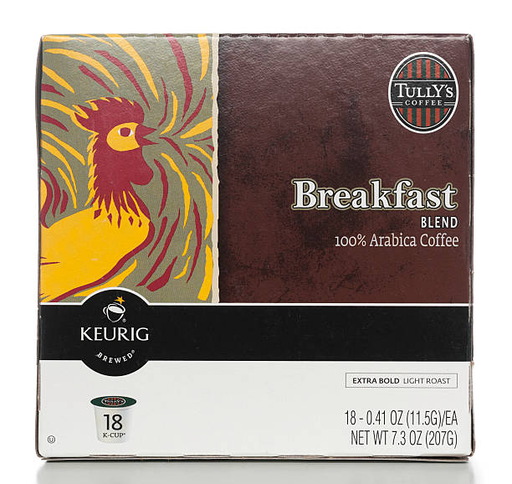 TULLY'S
COFFEE
Breakfast
BLEND
100% Arabica Coffee
KEURIG
BREWED®
EXTRA BOLD LIGHT ROAST
TULLY'S
18
K-CUP®
18 - 0.41 OZ (11.5G)/EA
NET WT 7.3 OZ (207G)
U